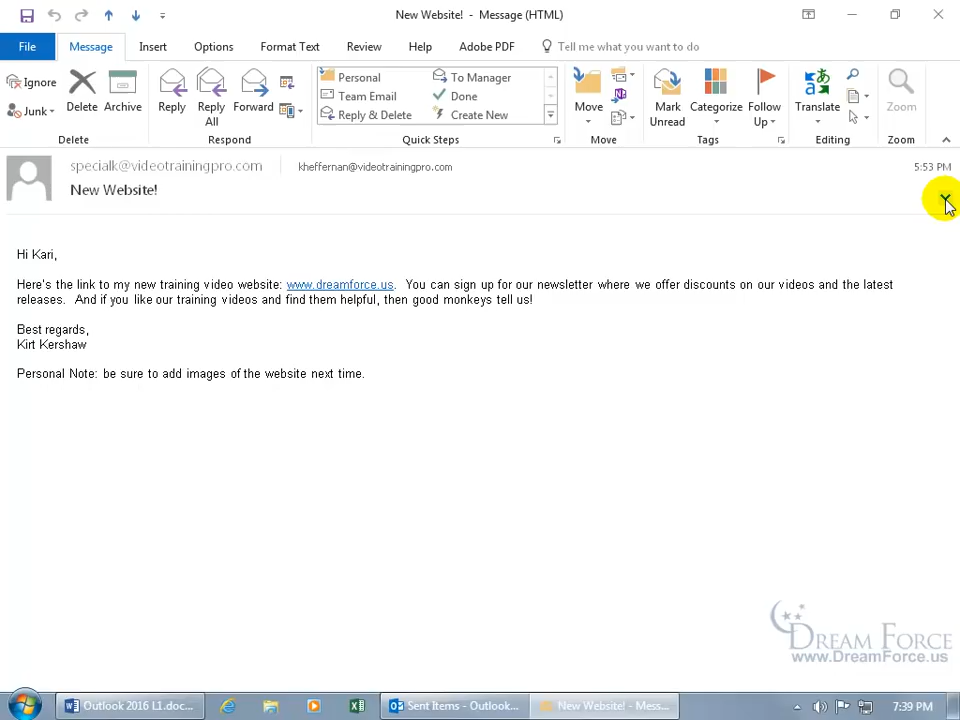 New Website! - Message (HTML)
File Message Insert Options Format Text Review Help Adobe PDF Tell me what you want to do
Ignore
Junk
Delete
Archive
Delete
Reply
Reply All
Forward
Respond
Personal
Team Email
Reply & Delete
To Manager
Done
Create New
Quick Steps
Move
Move
Mark Unread
Categorize
Follow Up
Tags
Translate
Editing
Zoom
Zoom
specialk@videotrainingpro.com kheffernan@videotrainingpro.com 5:53 PM
New Website!
Hi Kari,
Here's the link to my new training video website: www.dreamforce.us. You can sign up for our newsletter where we offer discounts on our videos and the latest
releases. And if you like our training videos and find them helpful, then good monkeys tell us!
Best regards,
Kirt Kershaw
Personal Note: be sure to add images of the website next time.
DREAM FORCE
www.DreamForce.us
Outlook 2016 L1.doc... Sent Items - Outlook... New Website! - Mess... 7:39 PM